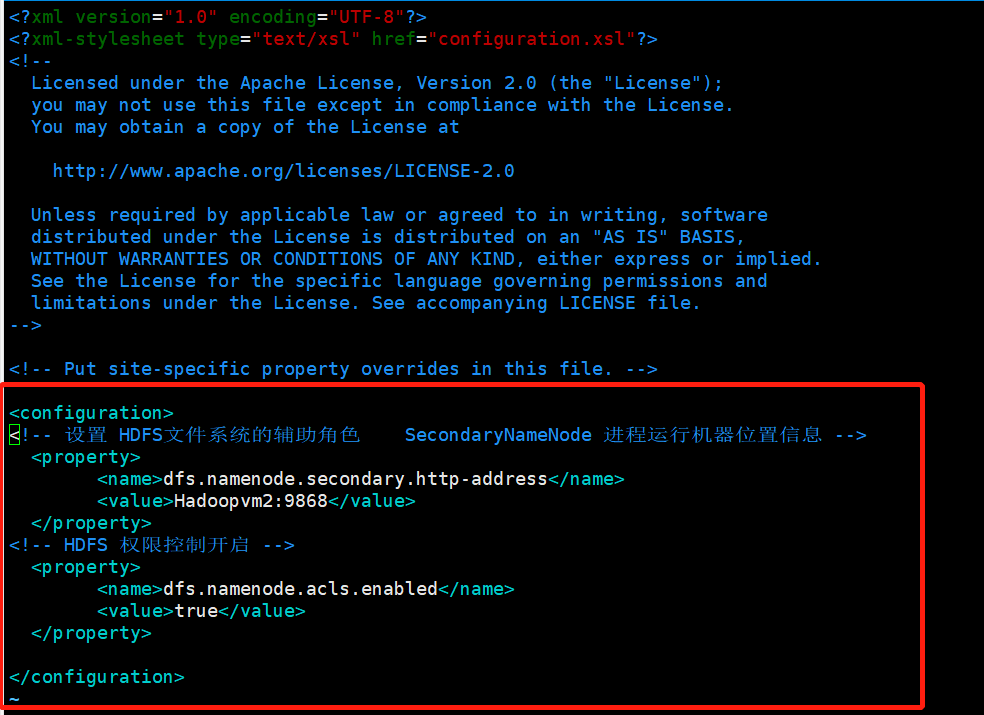 <?xml version="1.0" encoding="UTF-8"?>
<?xml-stylesheet type="text/xsl" href="configuration.xsl"?>
<!--
  Licensed under the Apache License, Version 2.0 (the "License");
  you may not use this file except in compliance with the License.
  You may obtain a copy of the License at

    http://www.apache.org/licenses/LICENSE-2.0

  Unless required by applicable law or agreed to in writing, software
  distributed under the License is distributed on an "AS IS" BASIS,
  WITHOUT WARRANTIES OR CONDITIONS OF ANY KIND, either express or implied.
  See the License for the specific language governing permissions and
  limitations under the License. See accompanying LICENSE file.
-->

<!-- Put site-specific property overrides in this file. -->

<configuration>
<!-- 设置 HDFS文件系统的辅助角色    SecondaryNameNode 进程运行机器位置信息 -->
  <property>
        <name>dfs.namenode.secondary.http-address</name>
        <value>Hadoopvm2:9868</value>
  </property>
<!-- HDFS 权限控制开启 -->
  <property>
        <name>dfs.namenode.acls.enabled</name>
        <value>true</value>
  </property>

</configuration>
~